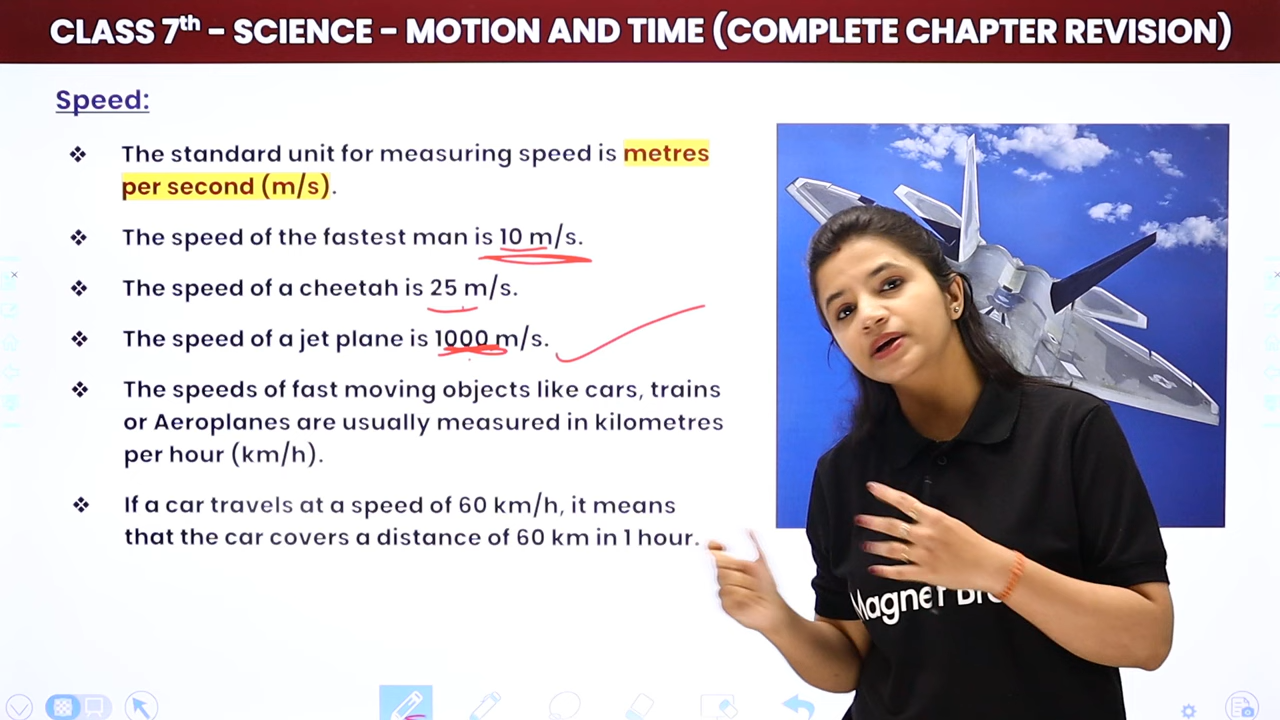 CLASS 7th – SCIENCE – MOTION AND TIME (COMPLETE CHAPTER REVISION)
Speed:
❖ The standard unit for measuring speed is metres
per second (m/s).
❖ The speed of the fastest man is 10 m/s.
❖ The speed of a cheetah is 25 m/s.
❖ The speed of a jet plane is 1000 m/s.
❖ The speeds of fast moving objects like cars, trains
or Aeroplanes are usually measured in kilometres
per hour (km/h).
❖ If a car travels at a speed of 60 km/h, it means
that the car covers a distance of 60 km in 1 hour.
Magnet